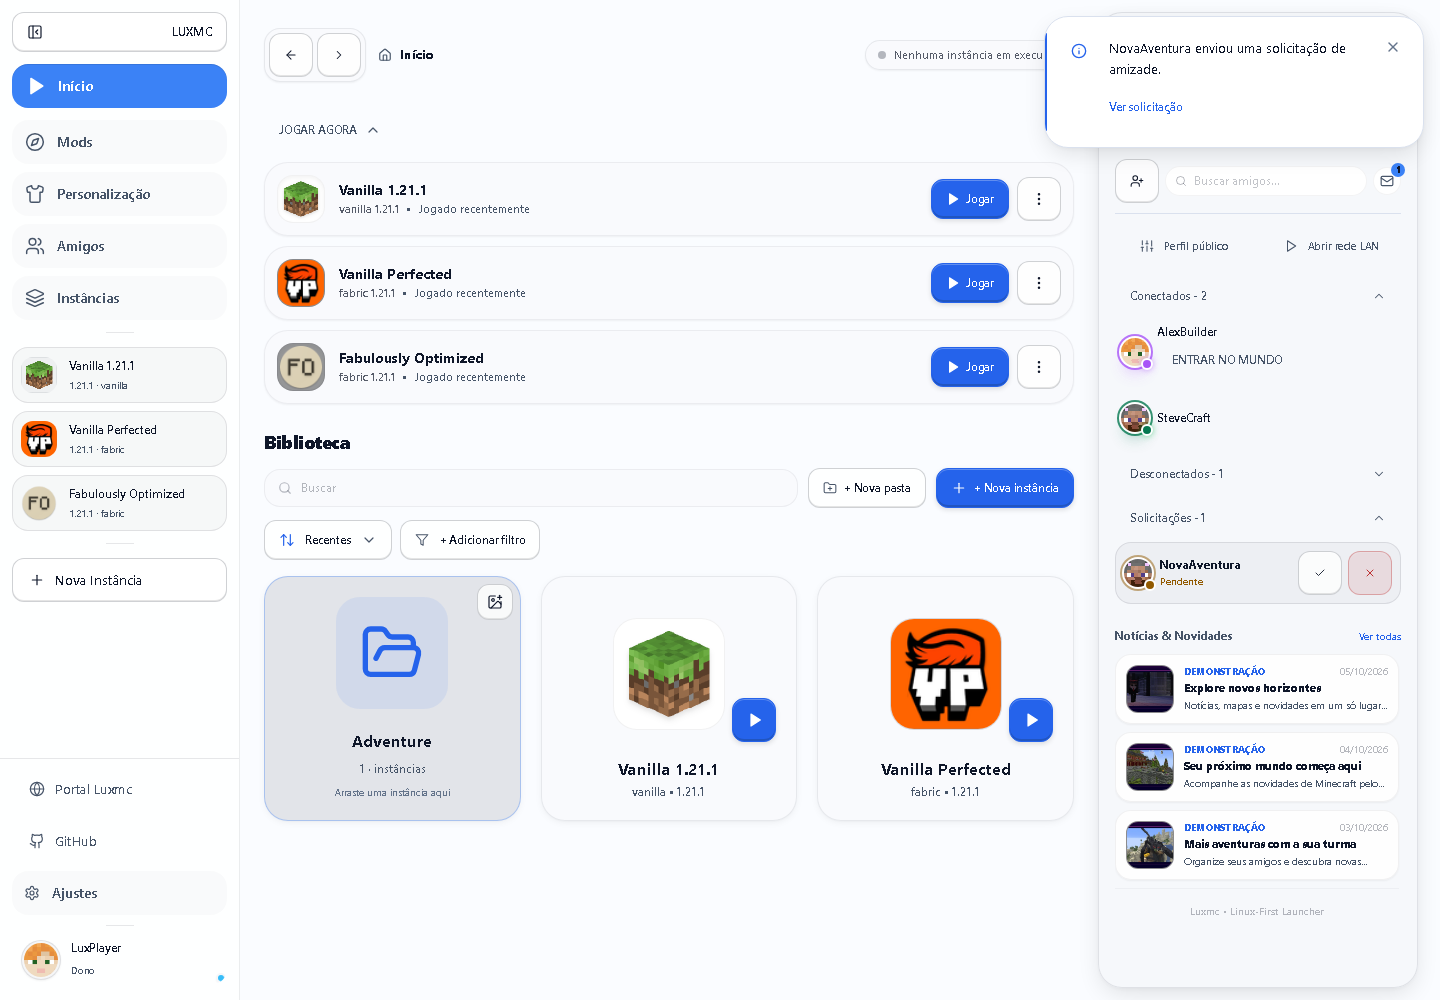 LUXMC
Início
Mods
Personalização
Amigos
Instâncias
Vanilla 1.21.1
1.21.1 · vanilla
Vanilla Perfected
1.21.1 · fabric
FO
Fabulously Optimized
1.21.1 · fabric
Nova Instância
Portal Luxmc
GitHub
Ajustes
LuxPlayer
Dono
Início
Nenhuma instância em execu
JOGAR AGORA
Vanilla 1.21.1
vanilla 1.21.1 • Jogado recentemente
Jogar
VP
Vanilla Perfected
fabric 1.21.1 • Jogado recentemente
Jogar
FO
Fabulously Optimized
fabric 1.21.1 • Jogado recentemente
Jogar
Biblioteca
Buscar
+ Nova pasta
+ Nova instância
Recentes
+ Adicionar filtro
Adventure
1 · instâncias
Arraste uma instância aqui
Vanilla 1.21.1
vanilla • 1.21.1
VP
Vanilla Perfected
fabric • 1.21.1
NovaAventura enviou uma solicitação de
amizade.
Ver solicitação
Buscar amigos...
1
Perfil público
Abrir rede LAN
Conectados - 2
AlexBuilder
ENTRAR NO MUNDO
SteveCraft
Desconectados - 1
Solicitações - 1
NovaAventura
Pendente
Notícias & Novidades
Ver todas
DEMONSTRAÇÃO
05/10/2026
Explore novos horizontes
Notícias, mapas e novidades em um só lugar...
DEMONSTRAÇÃO
04/10/2026
Seu próximo mundo começa aqui
Acompanhe as novidades de Minecraft pelo...
DEMONSTRAÇÃO
03/10/2026
Mais aventuras com a sua turma
Organize seus amigos e descubra novas...
Luxmc • Linux-First Launcher